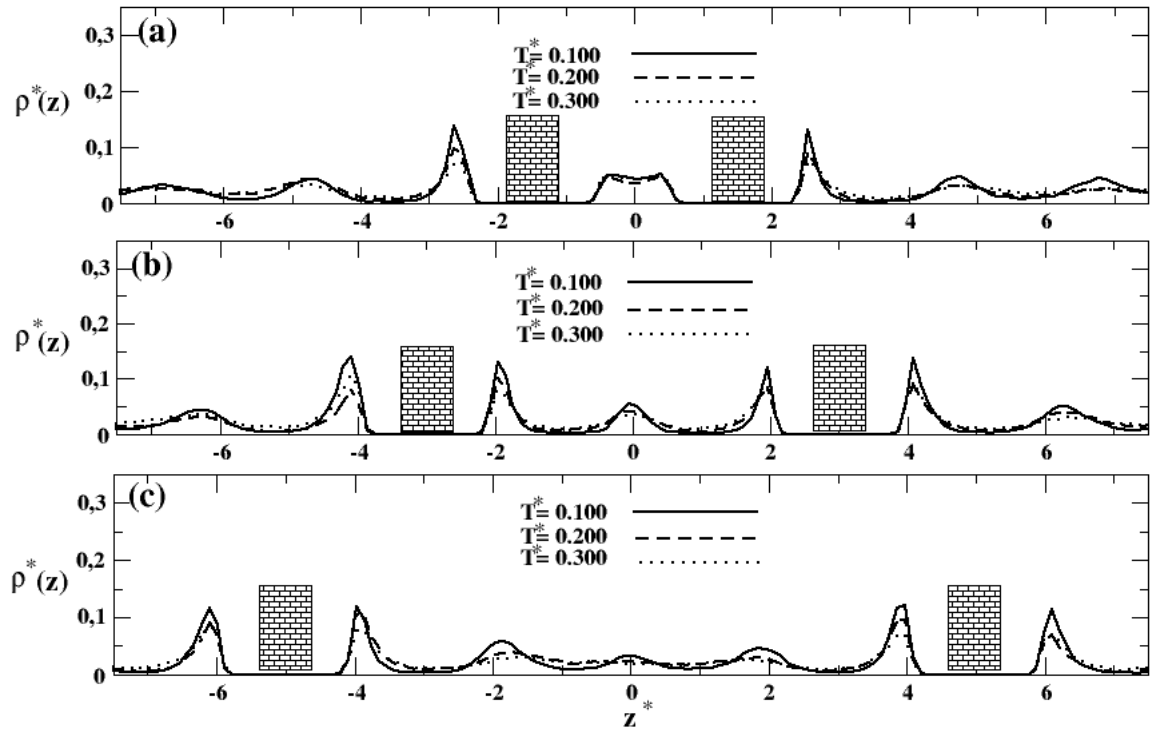 (a)
T*= 0.100
T*= 0.200
T*= 0.300
ρ*(z)
0,3
0,2
0,1
0
-6 -4 -2 0 2 4 6
(b)
T*= 0.100
T*= 0.200
T*= 0.300
ρ*(z)
0,3
0,2
0,1
0
-6 -4 -2 0 2 4 6
(c)
T*= 0.100
T*= 0.200
T*= 0.300
ρ*(z)
0,3
0,2
0,1
0
-6 -4 -2 0 2 4 6
z*